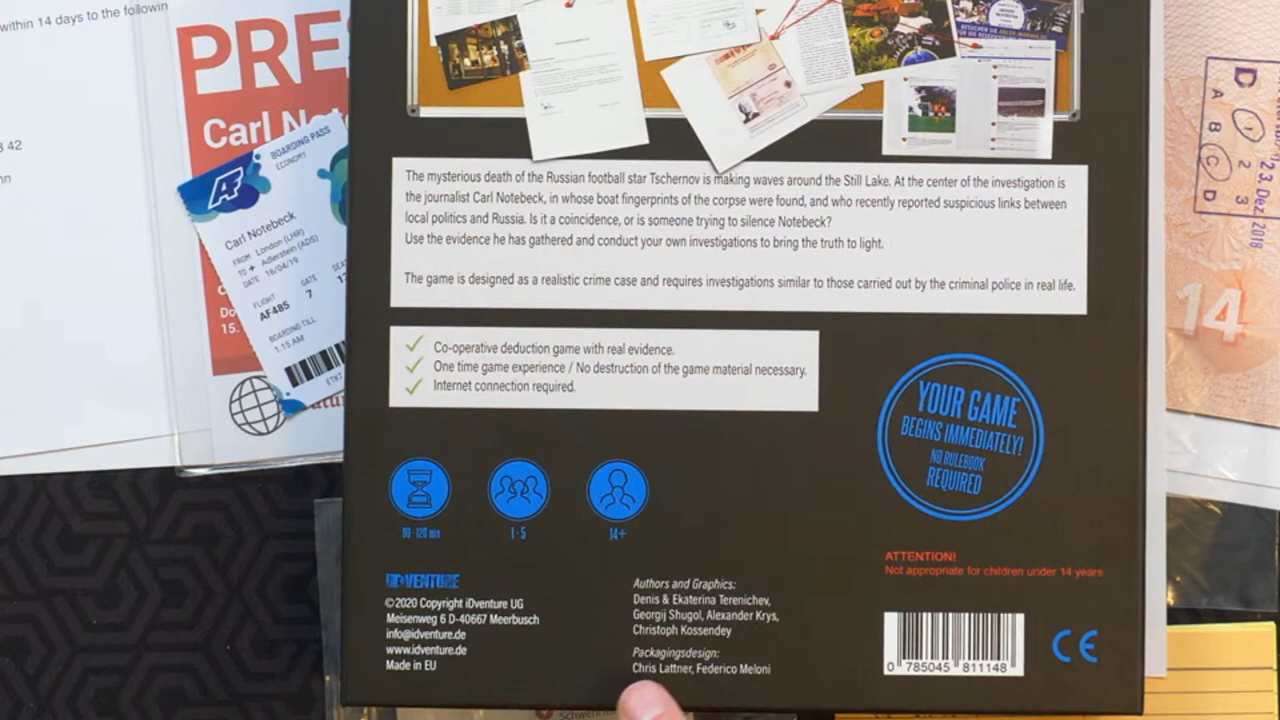 within 14 days to the followin
PRE
Carl
BOARDING PASS
ECONOMY
AF
Carl Notebeck
FROM London (LHR)
TO Adlerstein (ADS)
DATE 16/04/19
FLIGHT
GATE
AF485
7
BOARDING TILL
1.15 AM
ETKT
15.
The mysterious death of the Russian football star Tschernov is making waves around the Still Lake. At the center of the investigation is
the journalist Carl Notebeck, in whose boat fingerprints of the corpse were found, and who recently reported suspicious links between
local politics and Russia. Is it a coincidence, or is someone trying to silence Notebeck?
Use the evidence he has gathered and conduct your own investigations to bring the truth to light.
The game is designed as a realistic crime case and requires investigations similar to those carried out by the criminal police in real life.
Co-operative deduction game with real evidence.
One time game experience / No destruction of the game material necessary.
Internet connection required.
YOUR GAME
BEGINS IMMEDIATELY!
NO RULEBOOK
REQUIRED
90-120 min
1-5
14+
ATTENTION!
Not appropriate for children under 14 years
iDVENTURE
©2020 Copyright iDventure UG
Meisenweg 6 D-40667 Meerbusch
info@idventure.de
www.idventure.de
Made in EU
Authors and Graphics:
Denis & Ekaterina Terenichev,
Georgij Shugol, Alexander Krys,
Christoph Kossendey
Packagingsdesign:
Chris Lattner, Federico Meloni
0 785045 811148
CE
D 1 2 3
A B C D
23. Dez. 2018
14